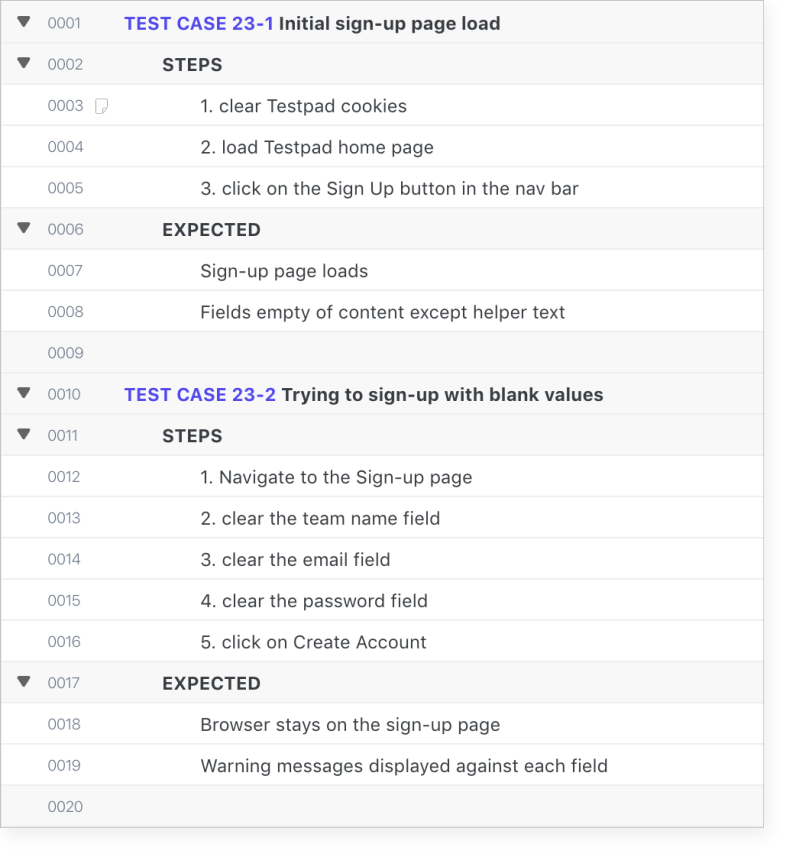 0001 TEST CASE 23-1 Initial sign-up page load
0002 STEPS
0003 1. clear Testpad cookies
0004 2. load Testpad home page
0005 3. click on the Sign Up button in the nav bar
0006 EXPECTED
0007 Sign-up page loads
0008 Fields empty of content except helper text
0009
0010 TEST CASE 23-2 Trying to sign-up with blank values
0011 STEPS
0012 1. Navigate to the Sign-up page
0013 2. clear the team name field
0014 3. clear the email field
0015 4. clear the password field
0016 5. click on Create Account
0017 EXPECTED
0018 Browser stays on the sign-up page
0019 Warning messages displayed against each field
0020